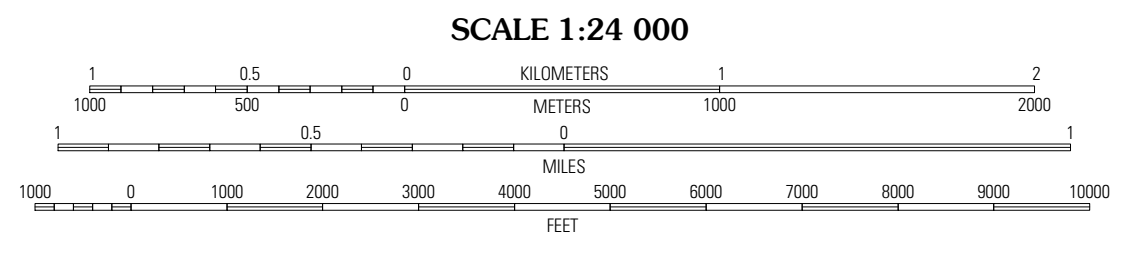 SCALE 1:24 000
1 0.5 0 KILOMETERS 1 2
1000 500 0 METERS 1000 2000
1 0.5 0 1
MILES
1000 0 1000 2000 3000 4000 5000 6000 7000 8000 9000 10000
FEET